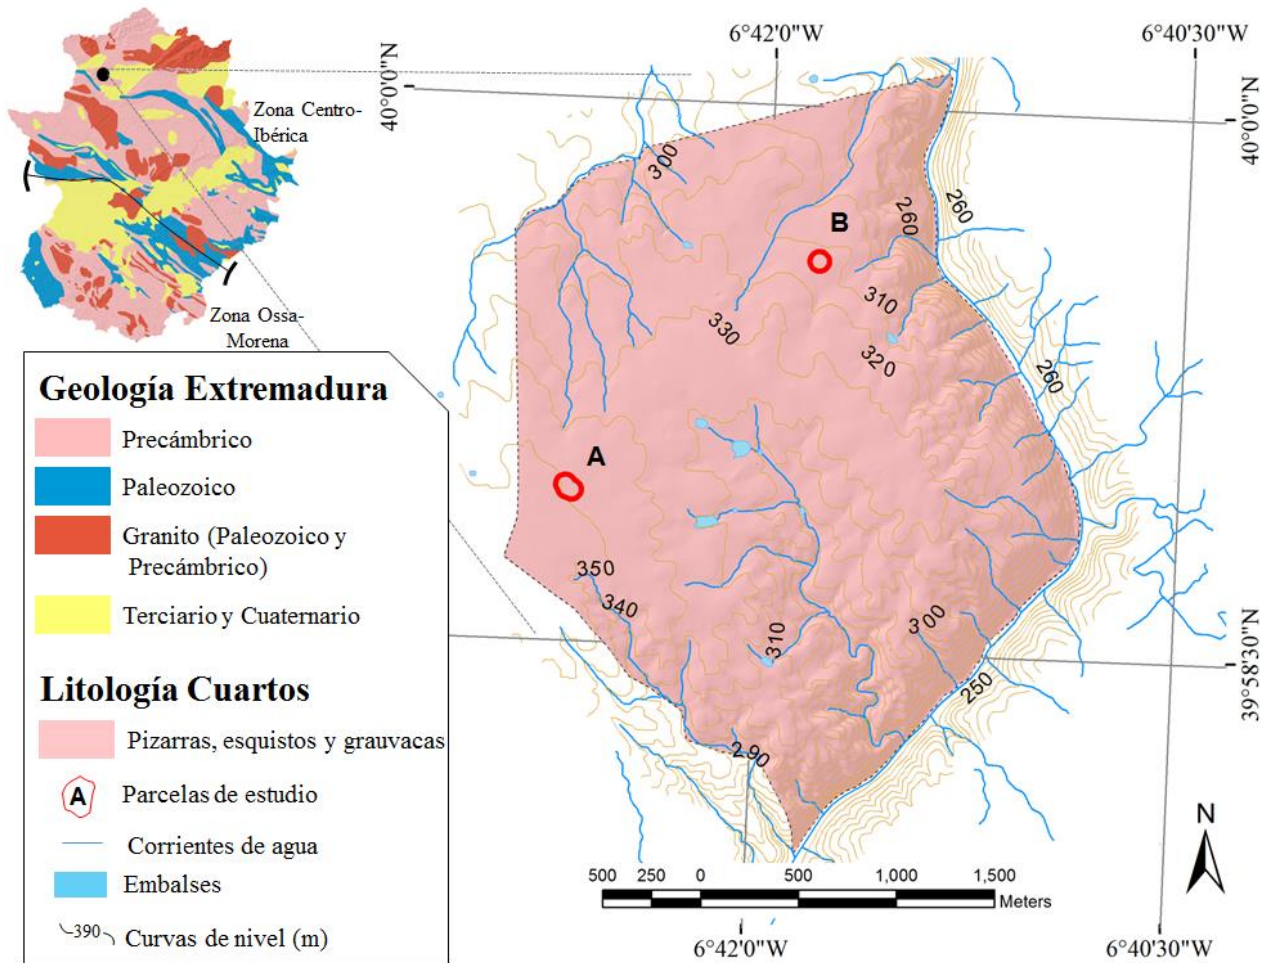 6°42'0"W
6°40'30"W
40°0'0"N
40°0'0"N
Zona Centro-
Ibérica
Zona Ossa-
Morena
300
260
260
B
310
330
320
260
A
350
340
310
300
250
290
39°58'30"N
Geología Extremadura
Precámbrico
Paleozoico
Granito (Paleozoico y
Precámbrico)
Terciario y Cuaternario
Litología Cuartos
Pizarras, esquistos y grauvacas
A
Parcelas de estudio
Corrientes de agua
Embalses
390
Curvas de nivel (m)
N
500 250 0 500 1,000 1,500
Meters
6°42'0"W
6°40'30"W